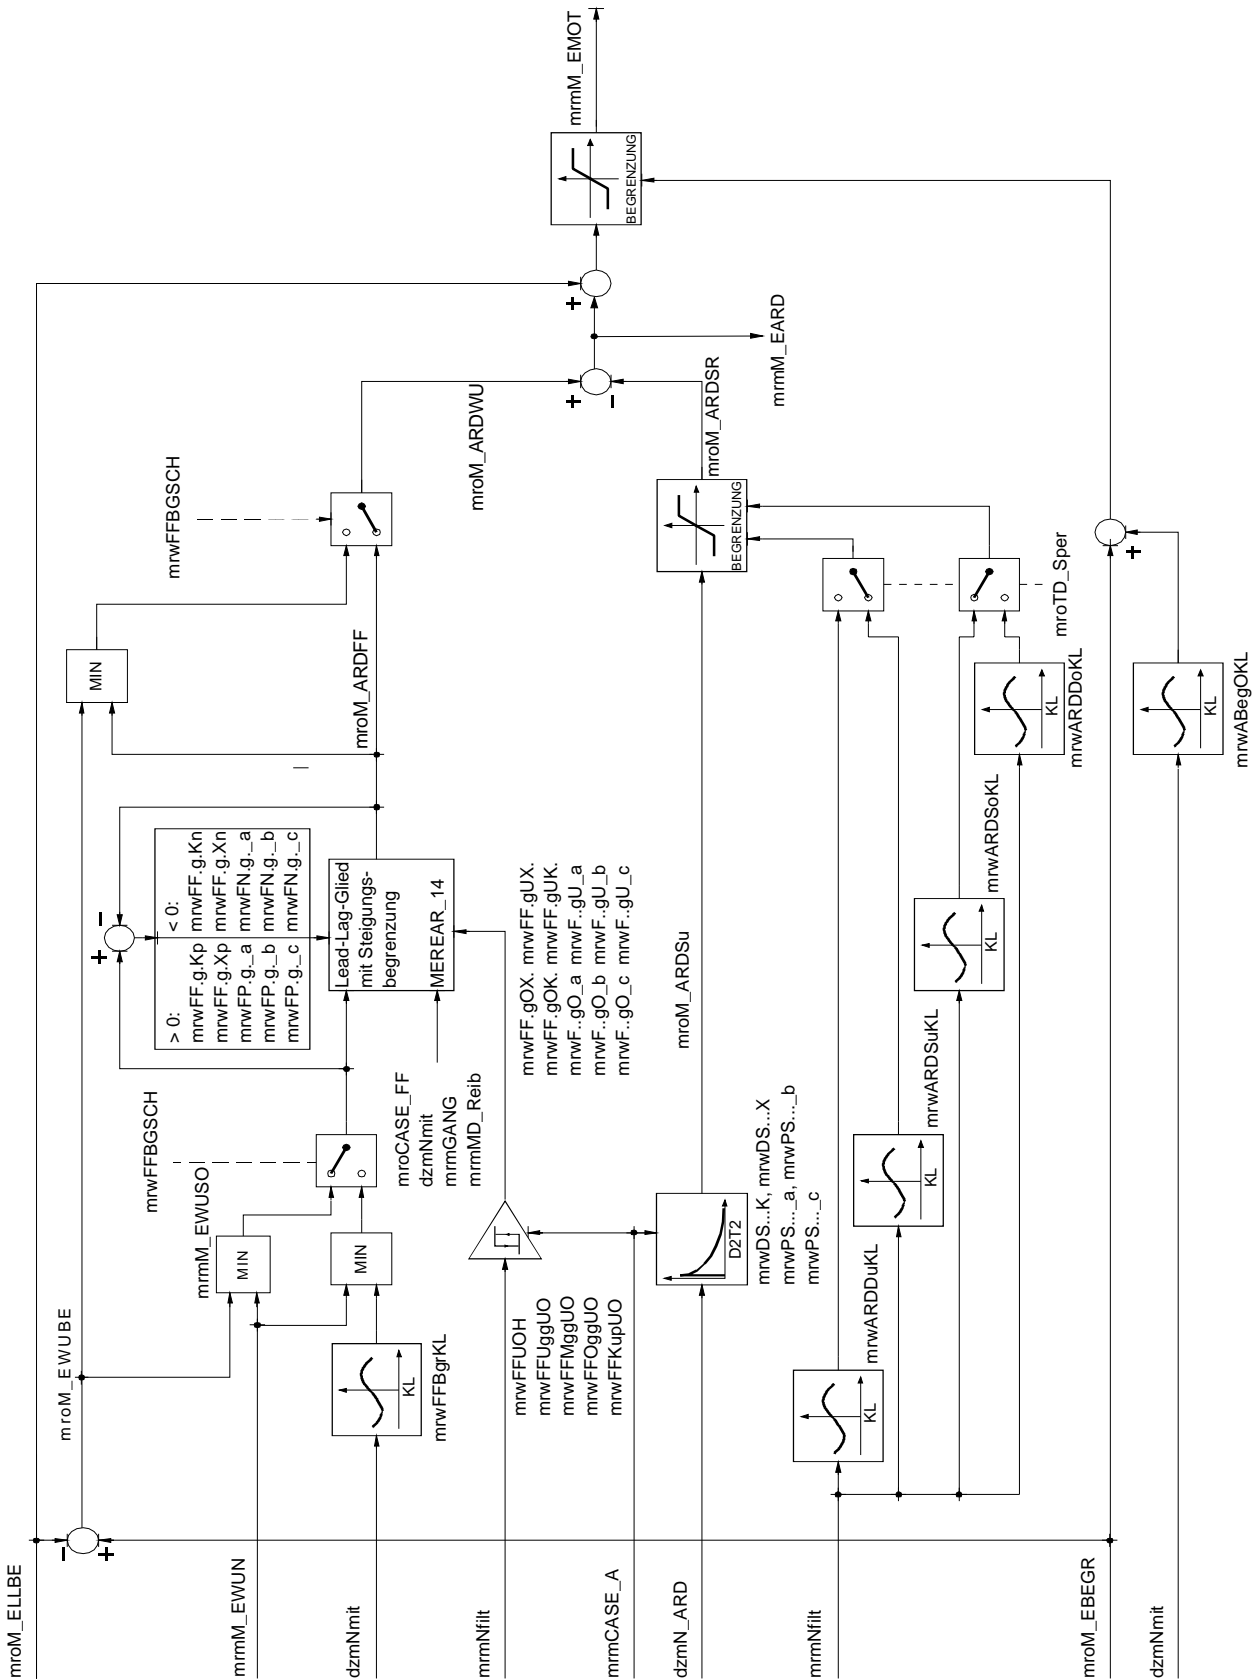 mroM_ELLBE
mrmM_EWUN
dzmNmit
mrmNfilt
mrmCASE_A
dzmN_ARD
mrmNfilt
mroM_EBEGR
dzmNmit
-
+
mroM_EWUBE
mrmM_EWUSO
MIN
mrwFFBGSCH
MIN
KL
mrwFFBgrKL
+
-
> 0: < 0:
mrwFF.g.Kp mrwFF.g.Kn
mrwFF.g.Xp mrwFF.g.Xn
mrwFP.g._a mrwFN.g._a
mrwFP.g._b mrwFN.g._b
mrwFP.g._c mrwFN.g._c
Lead-Lag-Glied
mit Steigungs-
begrenzung
MEREAR_14
mroCASE_FF
dzmNmit
mrmGANG
mrmMD_Reib
mrwFFUOH
mrwFFUggUO
mrwFFMggUO
mrwFFOggUO
mrwFFKupUO
mrwFF.gOX. mrwFF.gUX.
mrwFF.gOK. mrwFF.gUK.
mrwF..gO_a mrwF..gU_a
mrwF..gO_b mrwF..gU_b
mrwF..gO_c mrwF..gU_c
MIN
mroM_ARDFF
mrwFFBGSCH
mroM_ARDWU
D2T2
mrwDS...K, mrwDS...X
mrwPS..._a, mrwPS..._b
mrwPS..._c
mroM_ARDSu
BEGRENZUNG
mroM_ARDSR
+
-
mrmM_EARD
+
BEGRENZUNG
mrmM_EMOT
KL
mrwARDDuKL
KL
mrwARDSuKL
KL
mrwARDSoKL
KL
mrwARDDoKL
mroTD_Sper
KL
mrwABegOKL
+